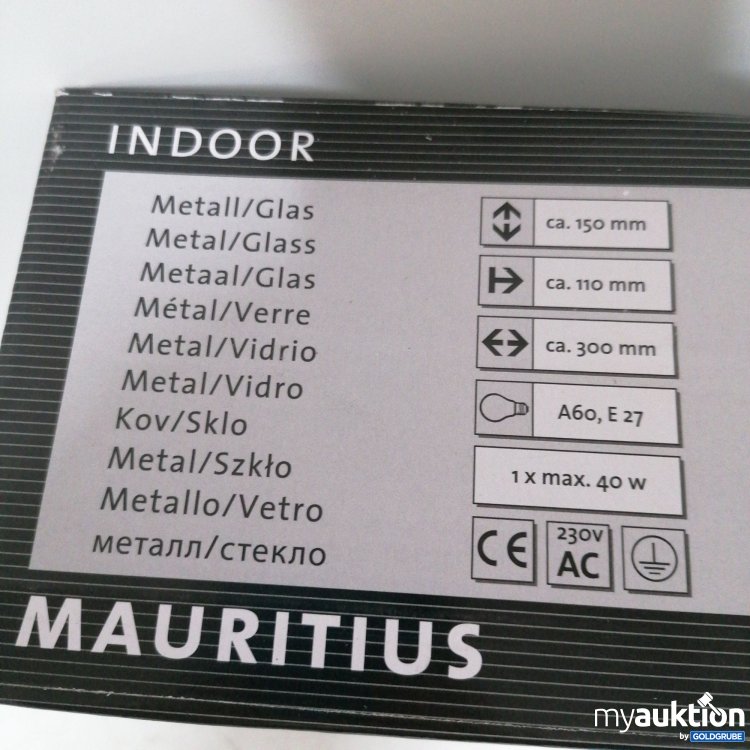 INDOOR
Metall/Glas
Metal/Glass
Metaal/Glas
Métal/Verre
Metal/Vidrio
Metal/Vidro
Kov/Sklo
Metal/Szkło
Metallo/Vetro
металл/стекло
ca. 150 mm
ca. 110 mm
ca. 300 mm
A60, E 27
1 x max. 40 w
CE
230V
AC
MAURITIUS
myauktion
by GOLDGRUBE